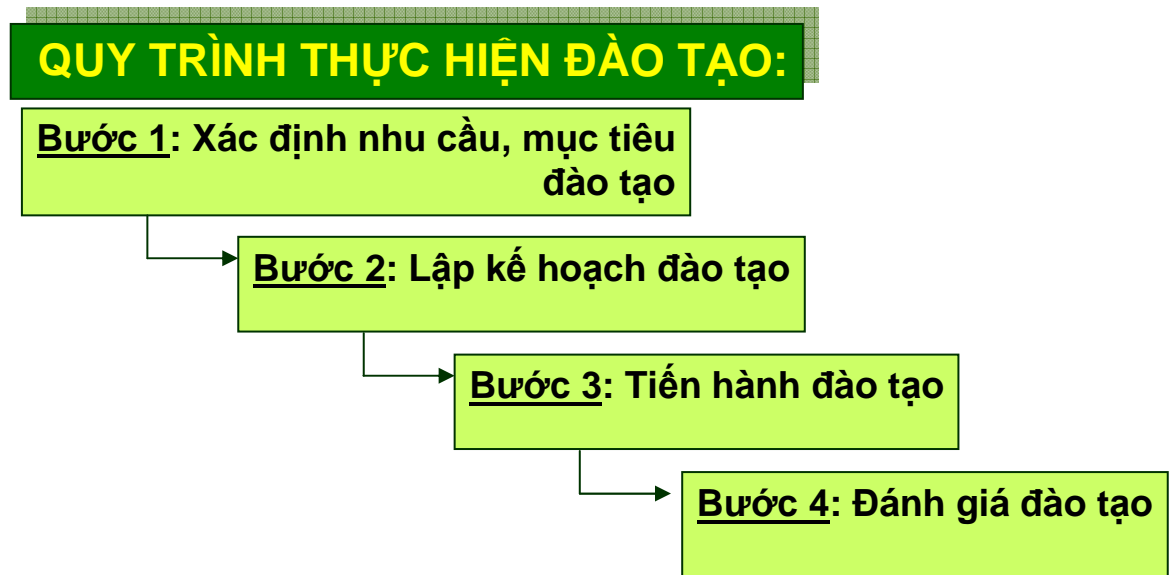 QUY TRÌNH THỰC HIỆN ĐÀO TẠO:
Bước 1: Xác định nhu cầu, mục tiêu
đào tạo
Bước 2: Lập kế hoạch đào tạo
Bước 3: Tiến hành đào tạo
Bước 4: Đánh giá đào tạo